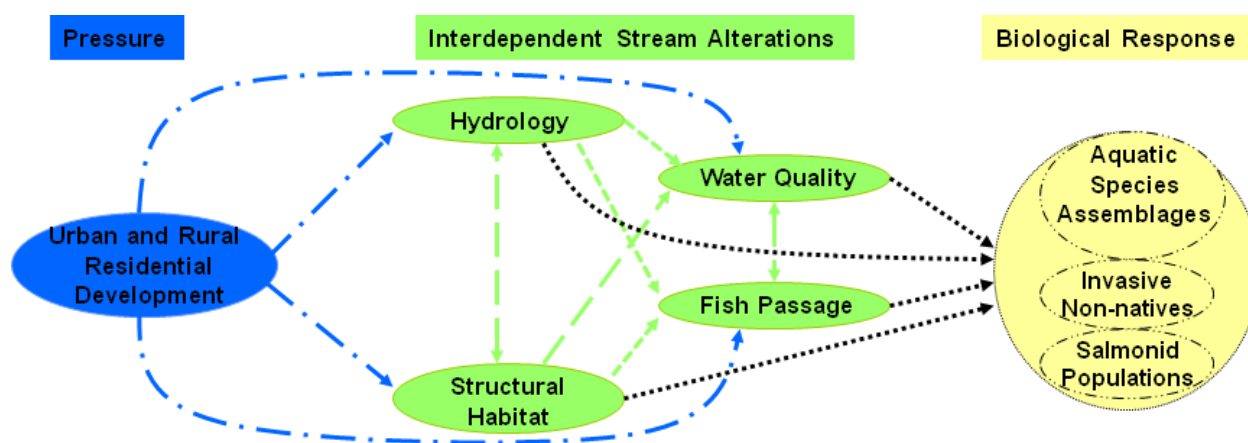 Pressure
Interdependent Stream Alterations
Biological Response
Hydrology
Water Quality
Aquatic
Species
Assemblages
Urban and Rural
Residential
Development
Fish Passage
Invasive
Non-natives
Structural
Habitat
Salmonid
Populations